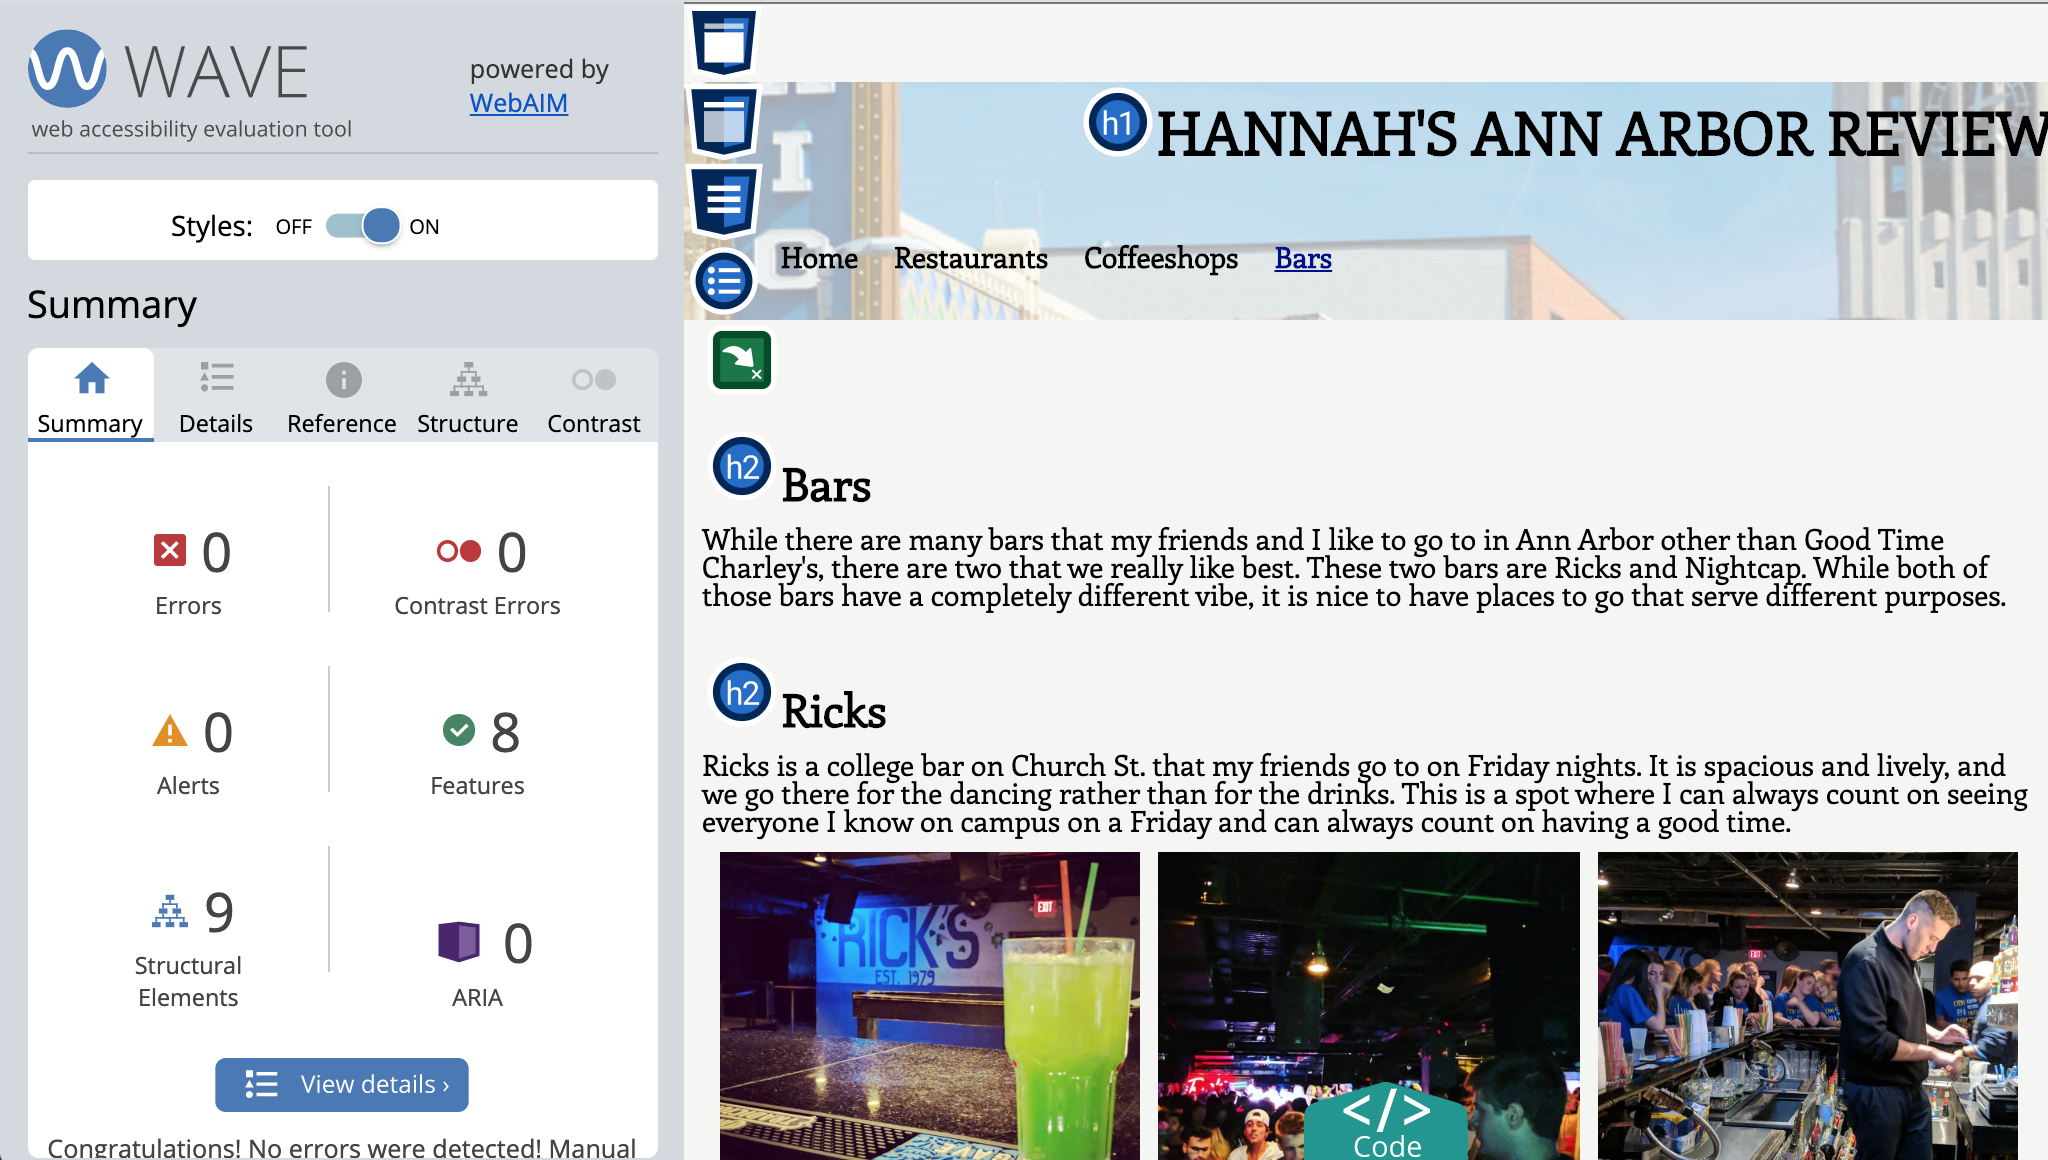 WAVE
powered by
WebAIM
web accessibility evaluation tool
Styles: OFF ON
Summary
Summary Details Reference Structure Contrast
0 Errors
0 Contrast Errors
0 Alerts
8 Features
9 Structural Elements
0 ARIA
View details ›
Congratulations! No errors were detected! Manual
h1 HANNAH'S ANN ARBOR REVIEW
Home Restaurants Coffeeshops Bars
h2 Bars
While there are many bars that my friends and I like to go to in Ann Arbor other than Good Time
Charley's, there are two that we really like best. These two bars are Ricks and Nightcap. While both of
those bars have a completely different vibe, it is nice to have places to go that serve different purposes.
h2 Ricks
Ricks is a college bar on Church St. that my friends go to on Friday nights. It is spacious and lively, and
we go there for the dancing rather than for the drinks. This is a spot where I can always count on seeing
everyone I know on campus on a Friday and can always count on having a good time.
EXIT
RICK'S
EST. 1979
EXIT
</> Code